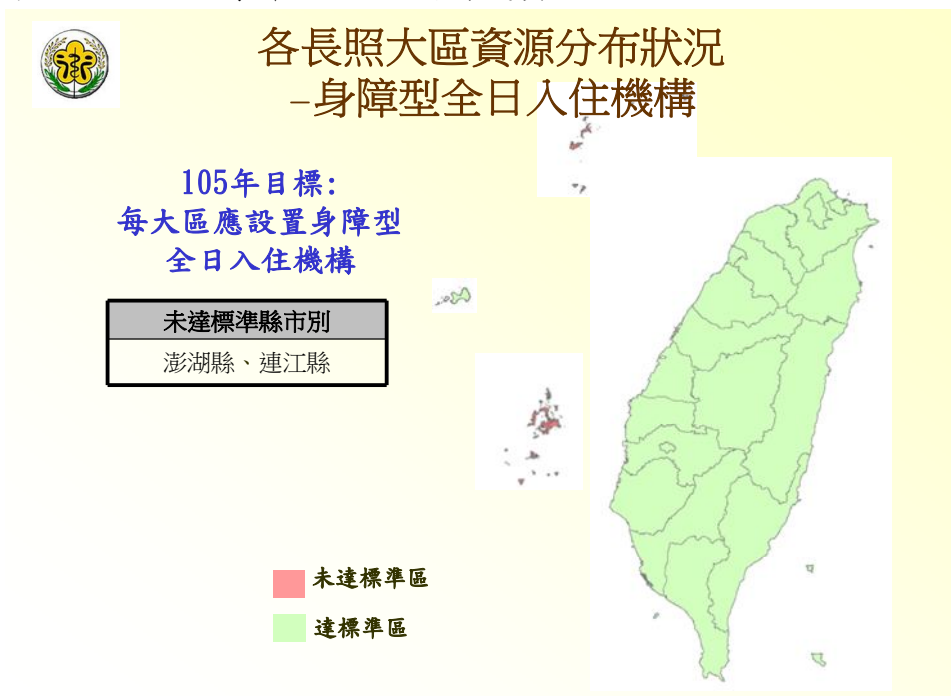 各長照大區資源分布狀況
–身障型全日入住機構
105年目標:
每大區應設置身障型
全日入住機構
未達標準縣市別
澎湖縣、連江縣
未達標準區
達標準區